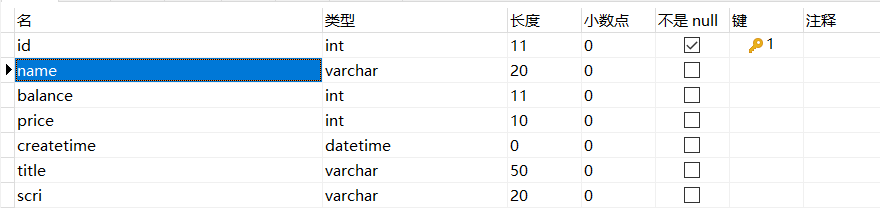 名 类型 长度 小数点 不是 null 键 注释
id int 11 0 1
name varchar 20 0
balance int 11 0
price int 10 0
createtime datetime 0 0
title varchar 50 0
scri varchar 20 0